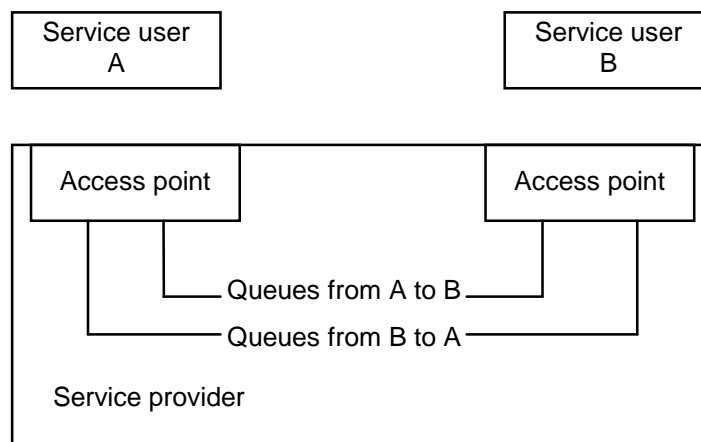 Service user
A
Service user
B
Access point
Access point
Queues from A to B
Queues from B to A
Service provider